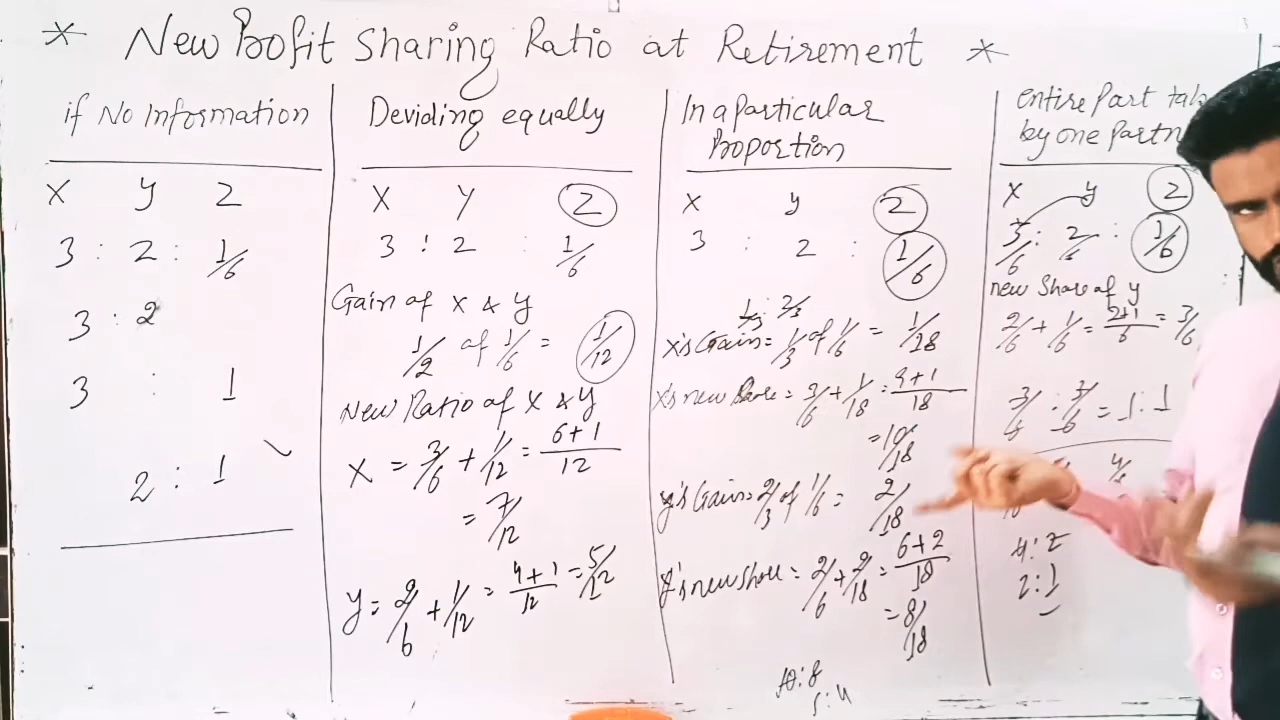 * New Profit Sharing Ratio at Retirement *
if No Information
X Y Z
3 : 2 : 1/6
3 : 2
3 : 1
2 : 1
Deviding equally
X Y Z
3 : 2 : 1/6
Gain of X & Y
1/2 of 1/6 = 1/12
New Ratio of X & Y
X = 3/6 + 1/12 = 6+1/12
= 7/12
Y = 2/6 + 1/12 = 4+1/12 = 5/12
In a particular
Proportion
X Y Z
3 : 2 : 1/6
1/3 : 2/3
X's Gain = 1/3 of 1/6 = 1/18
X's new Share = 3/6 + 1/18 = 9+1/18
= 10/18
Y's Gain = 2/3 of 1/6 = 2/18
Y's new share = 2/6 + 2/18 = 6+2/18
= 8/18
10 : 8
5 : 4
entire Part
by one
X Y Z
3/6 : 2/6 : 1/6
new Share of Y
2/6 + 1/6 = 2+1/6 = 3/6
3/6 : 3/6 = 1 : 1
4 : 2
2 : 1